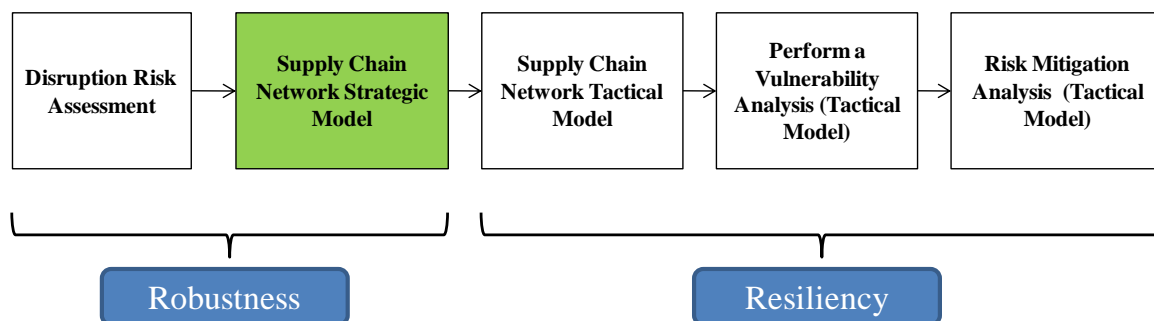 Disruption Risk
Assessment
Supply Chain
Network Strategic
Model
Supply Chain
Network Tactical
Model
Perform a
Vulnerability
Analysis (Tactical
Model)
Risk Mitigation
Analysis (Tactical
Model)
Robustness
Resiliency